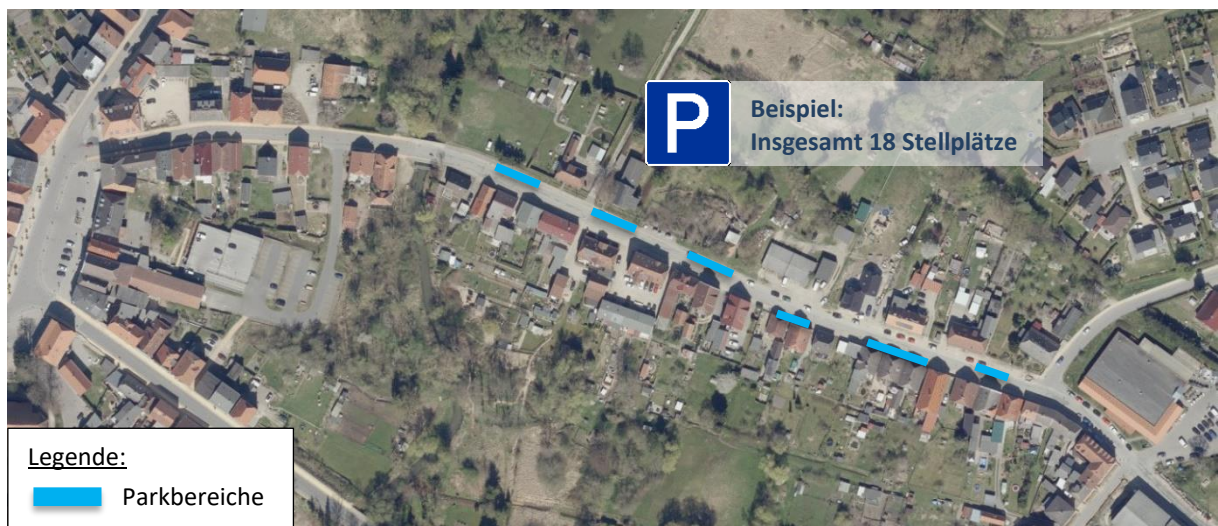 P
Beispiel:
Insgesamt 18 Stellplätze
Legende:
Parkbereiche